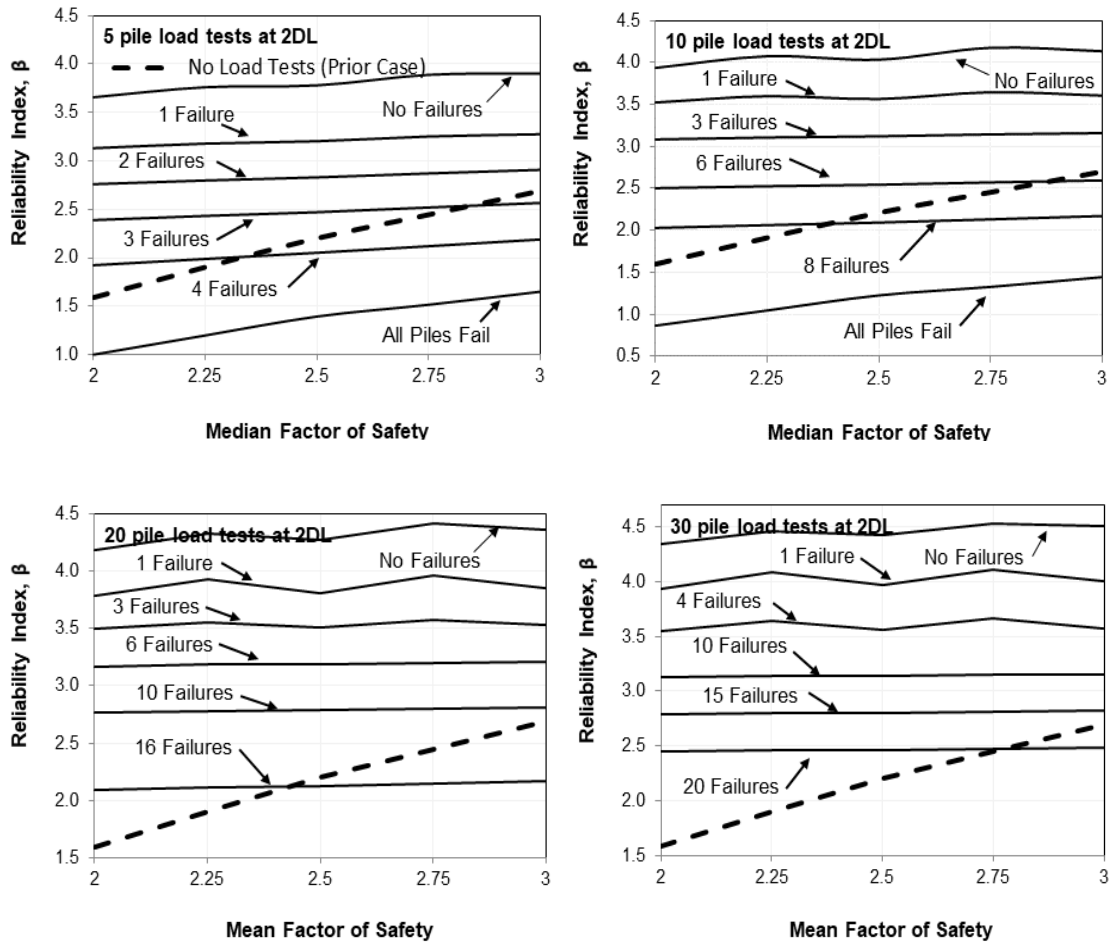 5 pile load tests at 2DL
No Load Tests (Prior Case)
1 Failure
No Failures
2 Failures
3 Failures
4 Failures
All Piles Fail
4.5
4.0
3.5
3.0
2.5
2.0
1.5
1.0
2 2.25 2.5 2.75 3
Reliability Index, β
Median Factor of Safety
10 pile load tests at 2DL
1 Failure
No Failures
3 Failures
6 Failures
8 Failures
All Piles Fail
4.5
4.0
3.5
3.0
2.5
2.0
1.5
1.0
0.5
2 2.25 2.5 2.75 3
Reliability Index, β
Median Factor of Safety
20 pile load tests at 2DL
1 Failure
No Failures
3 Failures
6 Failures
10 Failures
16 Failures
4.5
4.0
3.5
3.0
2.5
2.0
1.5
2 2.25 2.5 2.75 3
Reliability Index, β
Mean Factor of Safety
30 pile load tests at 2DL
1 Failure
No Failures
4 Failures
10 Failures
15 Failures
20 Failures
4.5
4.0
3.5
3.0
2.5
2.0
1.5
2 2.25 2.5 2.75 3
Reliability Index, β
Mean Factor of Safety